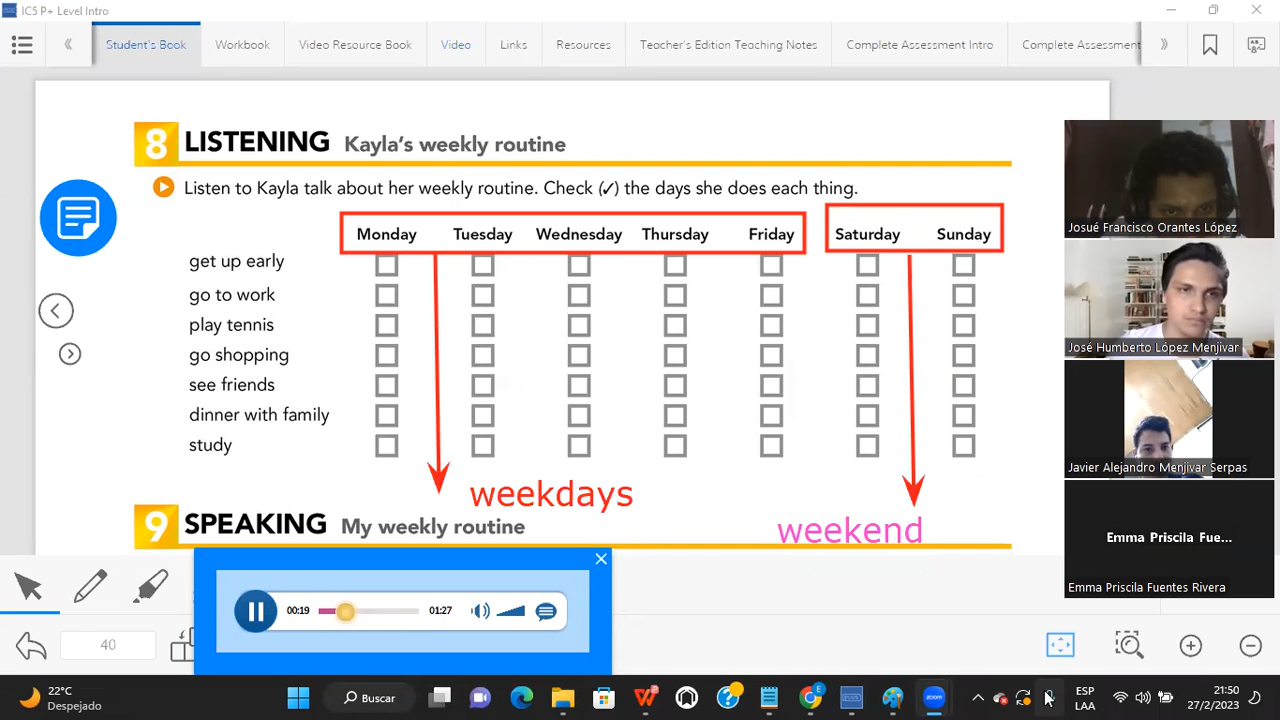 IC5 P+ Level Intro
Student's Book Workbook Video Resource Book Video Links Resources Teacher's Edition Teaching Notes Complete Assessment Intro Complete Assessment
8 LISTENING Kayla's weekly routine
Listen to Kayla talk about her weekly routine. Check (✓) the days she does each thing.
Monday Tuesday Wednesday Thursday Friday Saturday Sunday
get up early
go to work
play tennis
go shopping
see friends
dinner with family
study
weekdays
weekend
9 SPEAKING My weekly routine
00:19 01:27
40
Josué Francisco Orantes López
José Humberto López Menjivar
Javier Alejandro Menjivar Serpas
Emma Priscila Fue...
Emma Priscila Fuentes Rivera
22°C
Despejado
Buscar
ESP
LAA
21:50
27/2/2023